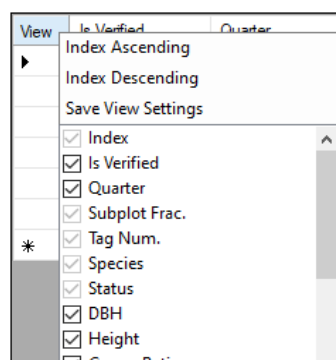 View Is Verified Quarter
Index Ascending
Index Descending
Save View Settings
Index
Is Verified
Quarter
Subplot Frac.
Tag Num.
Species
Status
DBH
Height